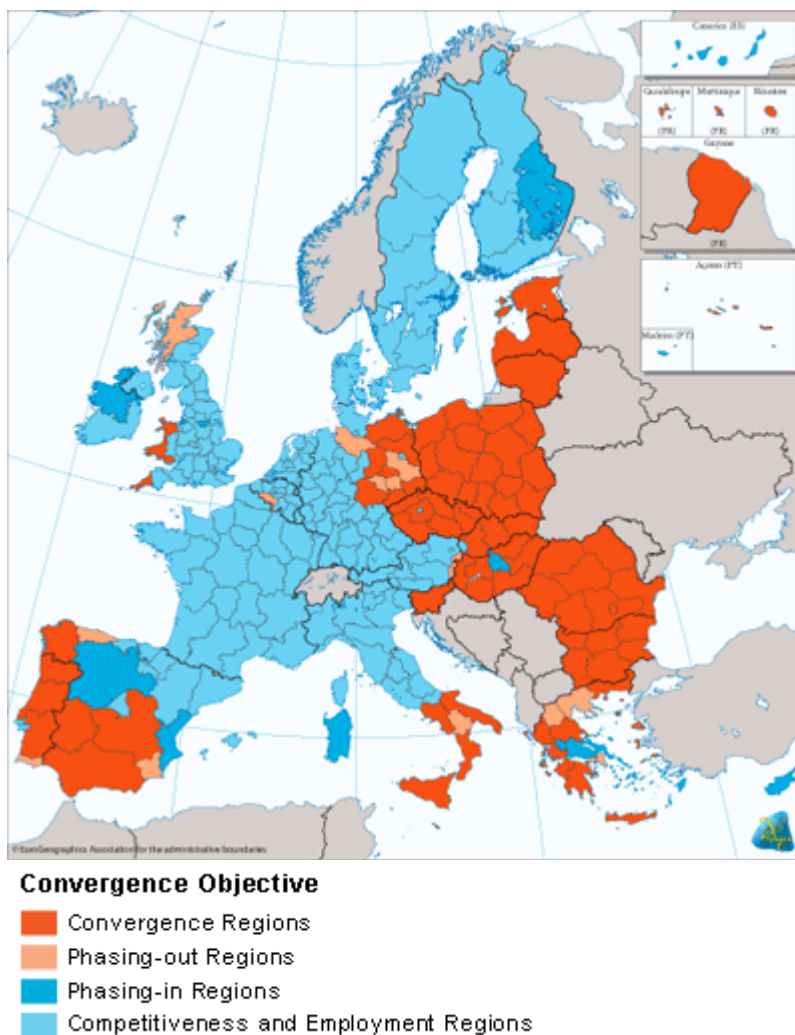 Canarias (ES)
Guadeloupe
Martinique
Réunion
(FR)
(FR)
(FR)
Guyane
(FR)
Açores (PT)
Madeira (PT)
© EuroGeographics Association for the administrative boundaries
Convergence Objective
Convergence Regions
Phasing-out Regions
Phasing-in Regions
Competitiveness and Employment Regions